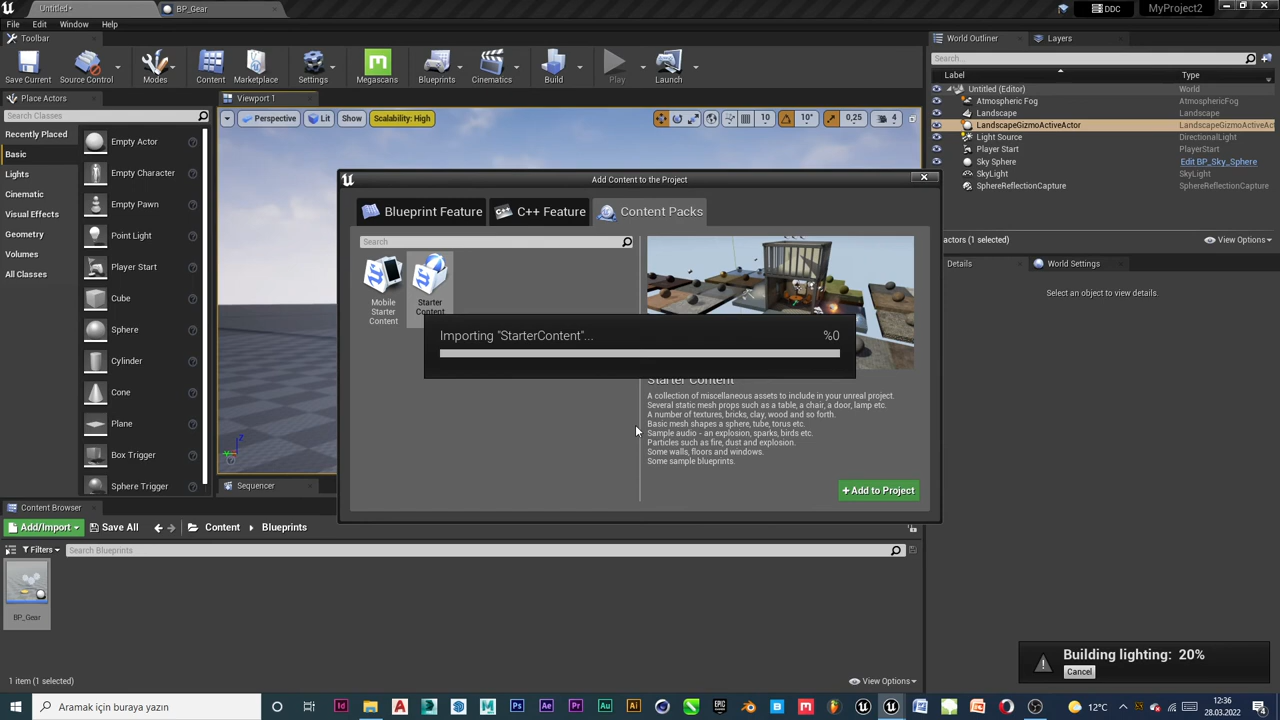 Untitled*
BP_Gear
DDC
MyProject2
File Edit Window Help
Toolbar
Save Current
Source Control
Modes
Content
Marketplace
Settings
Megascans
Blueprints
Cinematics
Build
Play
Launch
Place Actors
Search Classes
Recently Placed
Basic
Lights
Cinematic
Visual Effects
Geometry
Volumes
All Classes
Empty Actor
Empty Character
Empty Pawn
Point Light
Player Start
Cube
Sphere
Cylinder
Cone
Plane
Box Trigger
Sphere Trigger
Viewport 1
Perspective Lit Show Scalability: High
10 10° 0,25 4
Z
Sequencer
Add Content to the Project
Blueprint Feature
C++ Feature
Content Packs
Search
Mobile
Starter
Content
Starter
Content
Importing "StarterContent"... %0
Starter Content
A collection of miscellaneous assets to include in your unreal project.
Several static mesh props such as a table, a chair, a door, lamp etc.
A number of textures, bricks, clay, wood and so forth.
Basic mesh shapes a sphere, tube, torus etc.
Sample audio - an explosion, sparks, birds etc.
Particles such as fire, dust and explosion.
Some walls, floors and windows.
Some sample blueprints.
+Add to Project
World Outliner
Layers
Search...
Label Type
Untitled (Editor) World
Atmospheric Fog AtmosphericFog
Landscape Landscape
LandscapeGizmoActiveActor LandscapeGizmoActiveAct
Light Source DirectionalLight
Player Start PlayerStart
Sky Sphere Edit BP_Sky_Sphere
SkyLight SkyLight
SphereReflectionCapture SphereReflectionCapture
actors (1 selected)
View Options
Details
World Settings
Select an object to view details.
Content Browser
Add/Import
Save All
Content
Blueprints
Filters
Search Blueprints
BP_Gear
1 item (1 selected)
View Options
Building lighting: 20%
Cancel
Aramak için buraya yazın
12°C
12:36
28.03.2022